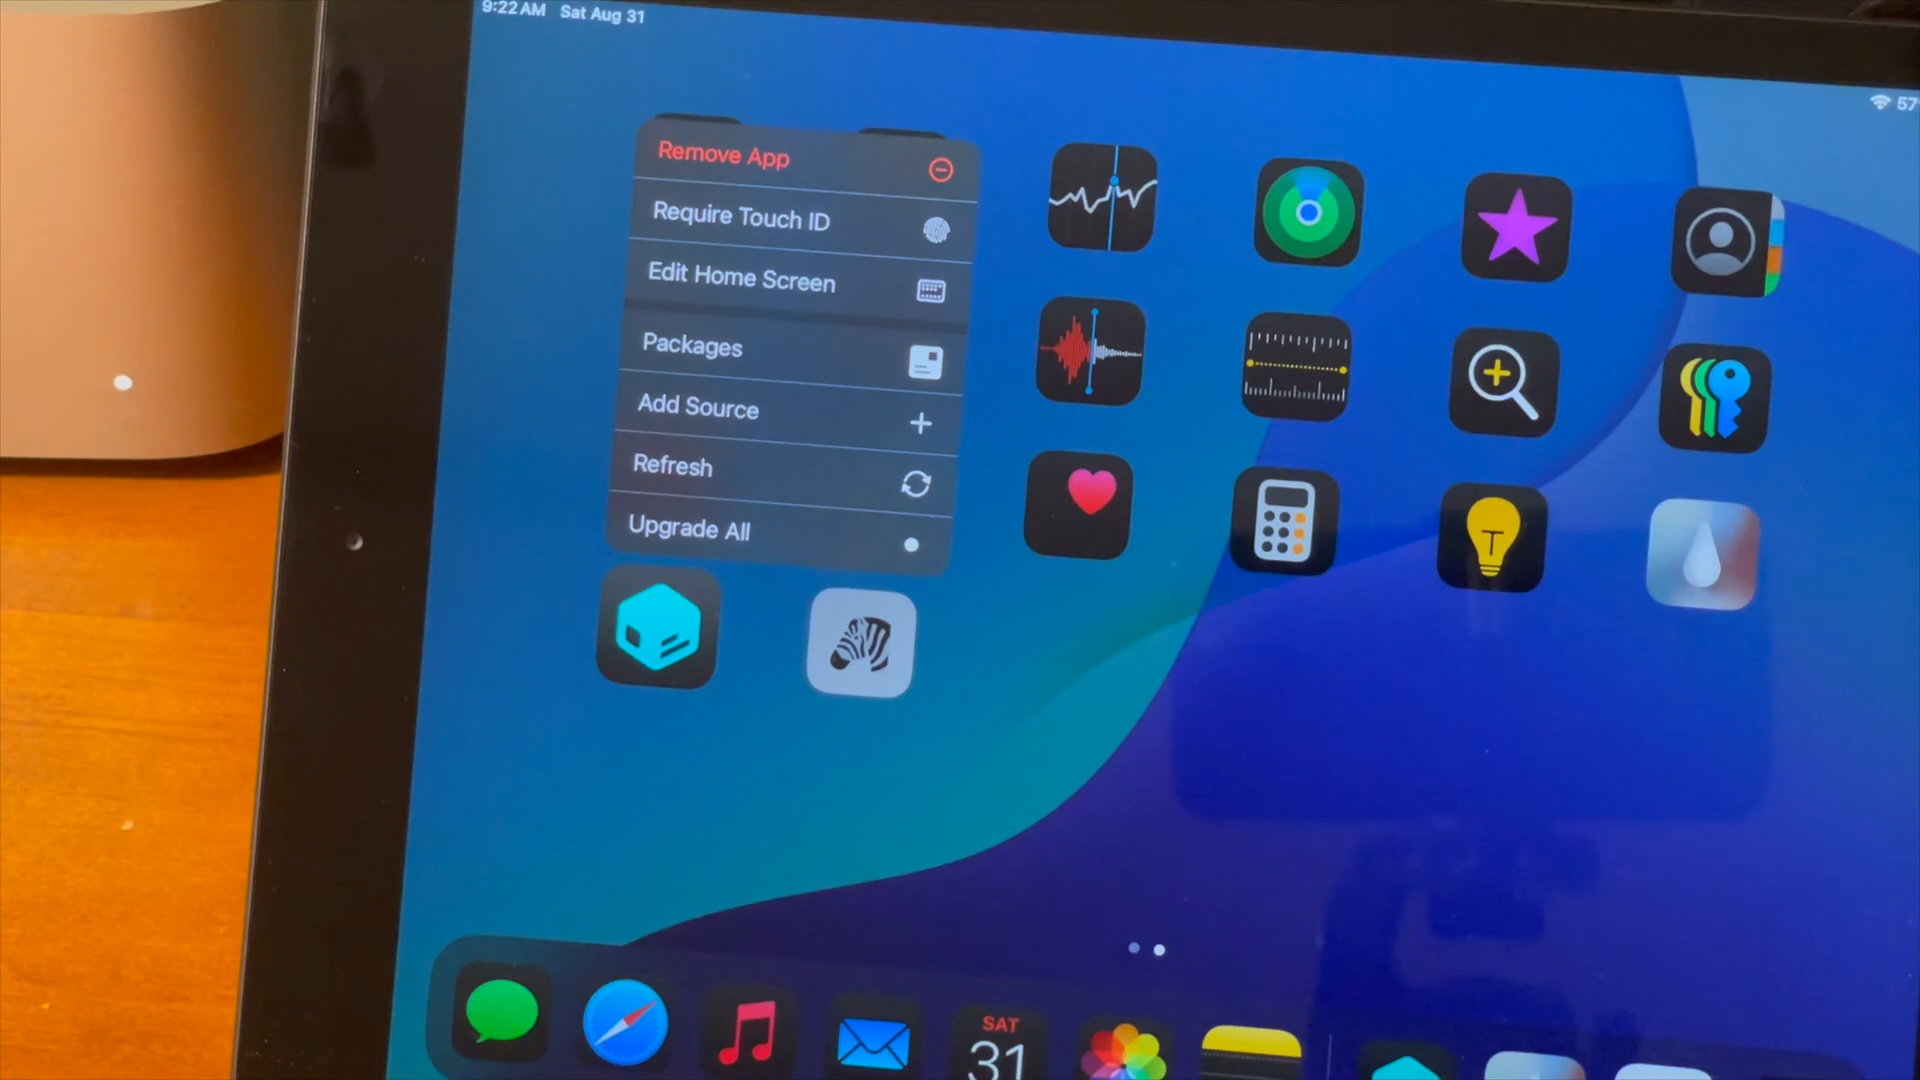 9:22 AM Sat Aug 31
57
Remove App
Require Touch ID
Edit Home Screen
Packages
Add Source
Refresh
Upgrade All
T
SAT
31